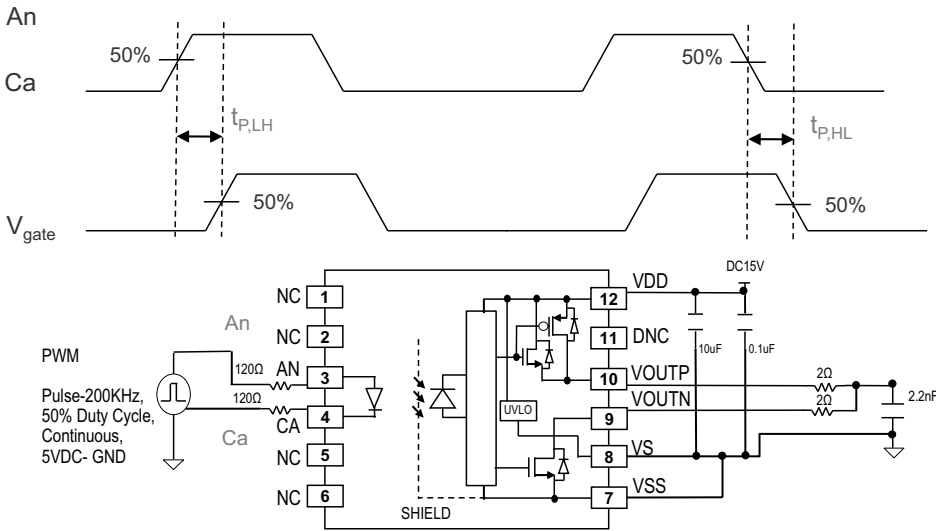 An
50%
50%
Ca
tP,LH
tP,HL
50%
50%
Vgate
DC15V
NC 1
12 VDD
An
NC 2
11 DNC
10uF
0.1uF
PWM
120Ω AN 3
10 VOUTP
2Ω
Pulse-200KHz,
50% Duty Cycle,
Continuous,
5VDC- GND
120Ω
CA 4
UVLO
9 VOUTN
2Ω
2.2nF
Ca
NC 5
8 VS
NC 6
SHIELD
7 VSS